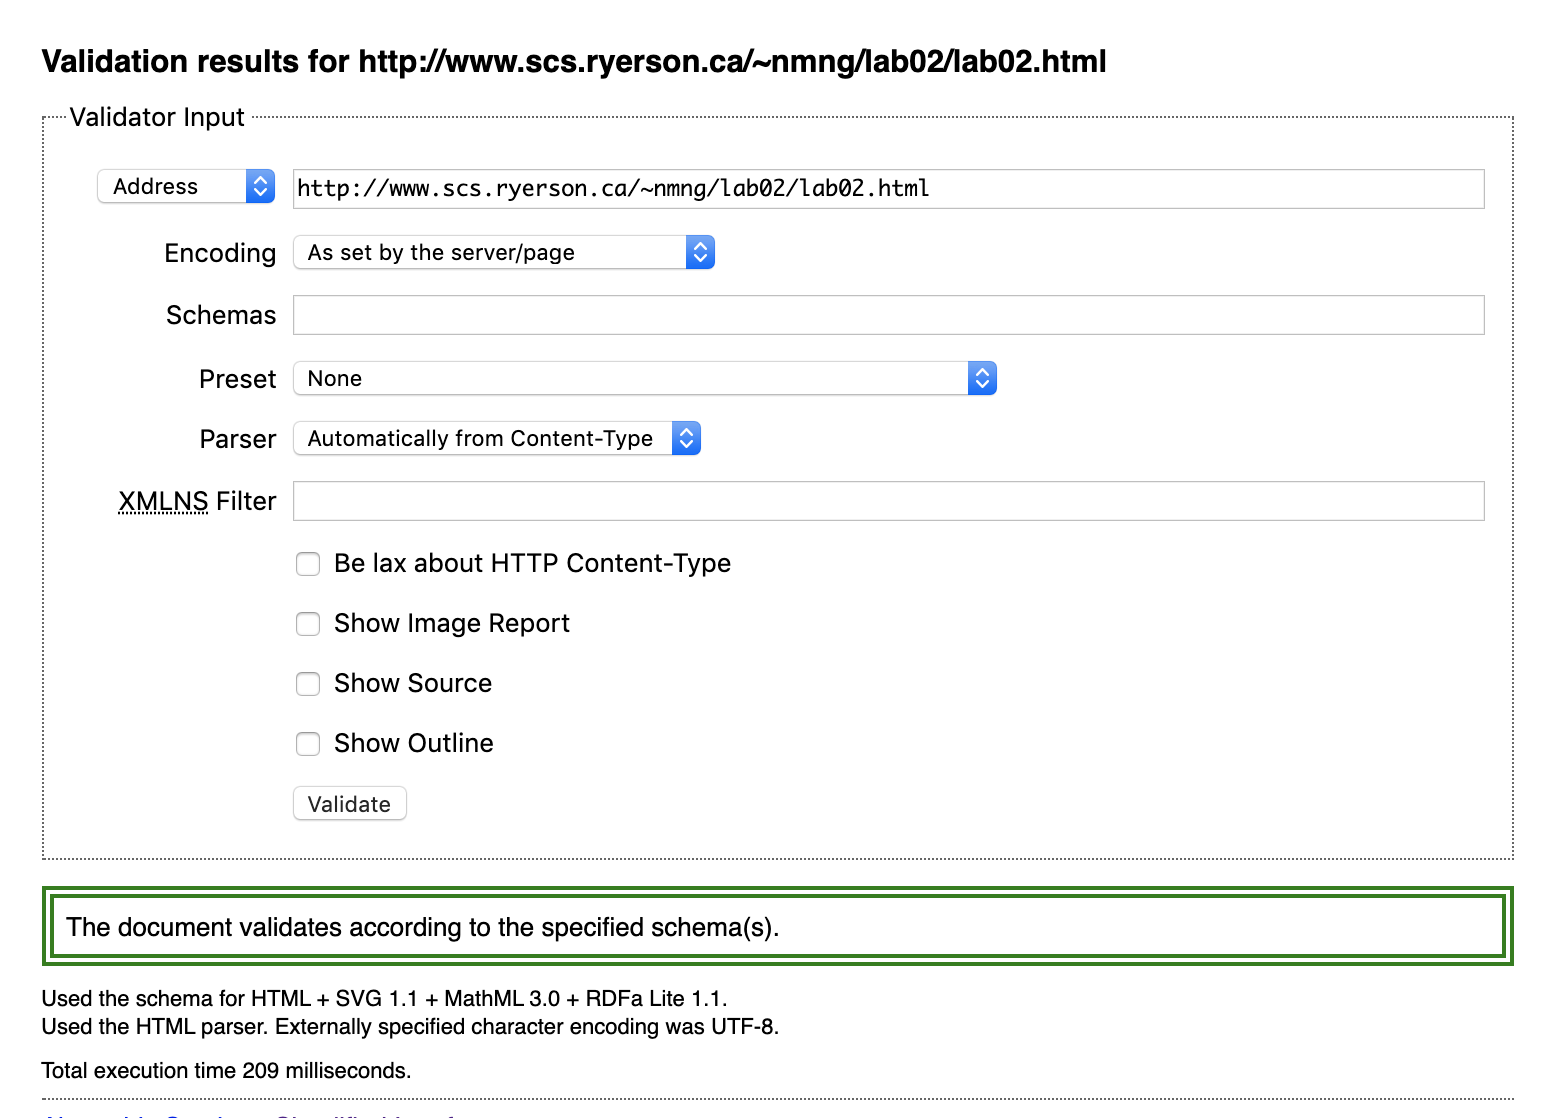 Validation results for http://www.scs.ryerson.ca/~nmng/lab02/lab02.html
Validator Input
Address http://www.scs.ryerson.ca/~nmng/lab02/lab02.html
Encoding As set by the server/page
Schemas
Preset None
Parser Automatically from Content-Type
XMLNS Filter
Be lax about HTTP Content-Type
Show Image Report
Show Source
Show Outline
Validate
The document validates according to the specified schema(s).
Used the schema for HTML + SVG 1.1 + MathML 3.0 + RDFa Lite 1.1.
Used the HTML parser. Externally specified character encoding was UTF-8.
Total execution time 209 milliseconds.